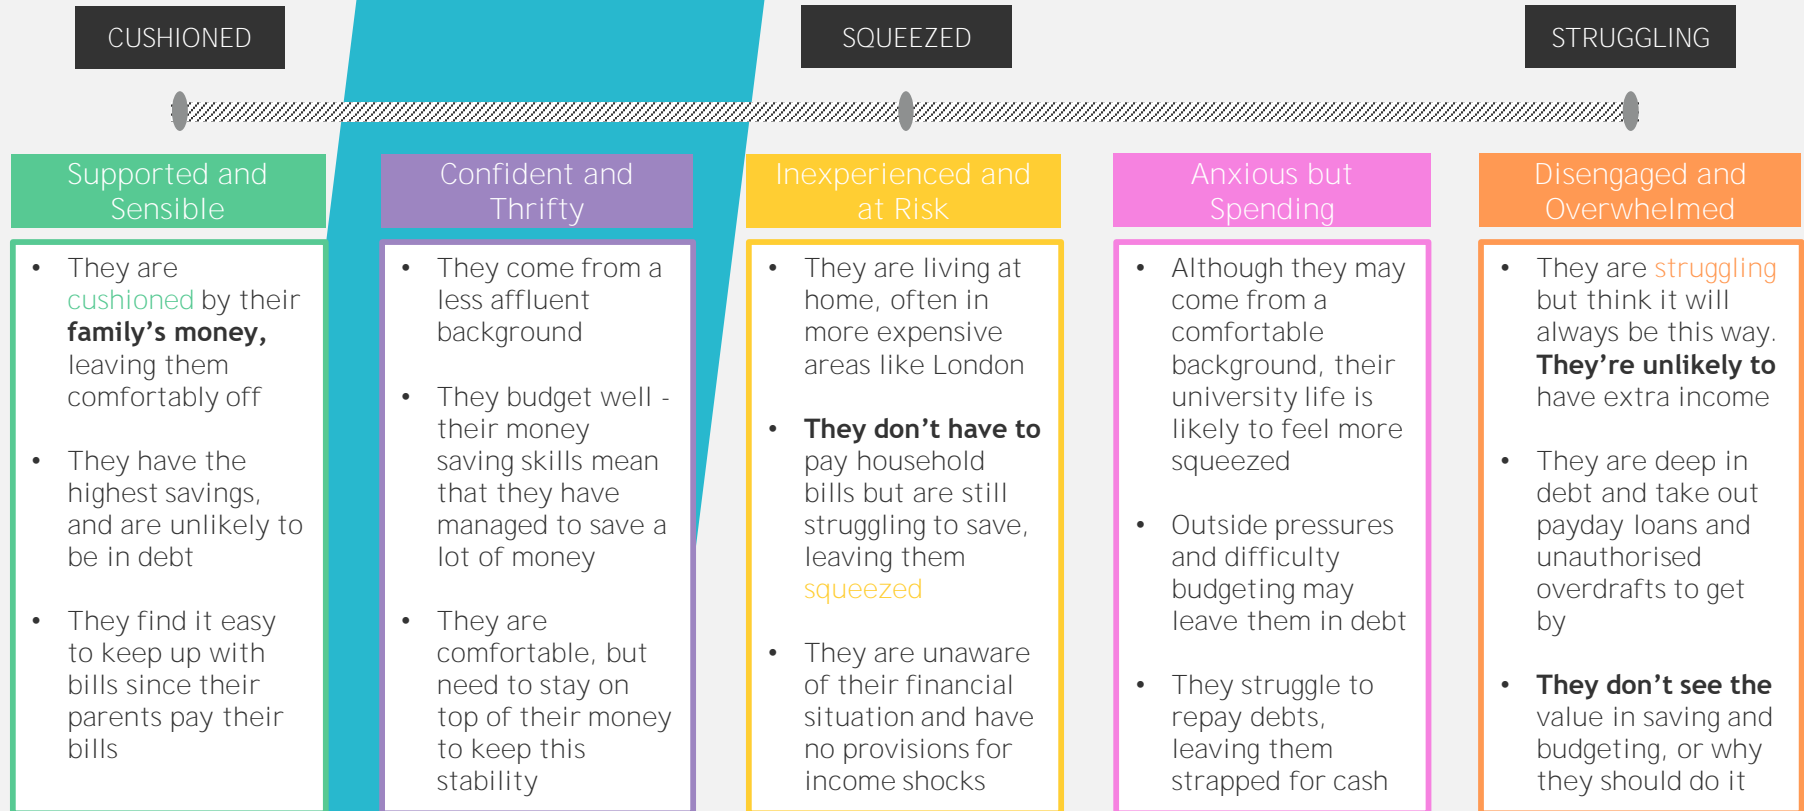 CUSHIONED
SQUEEZED
STRUGGLING
Supported and
Sensible
• They are
cushioned by their
family’s money,
leaving them
comfortably off
• They have the
highest savings,
and are unlikely to
be in debt
• They find it easy
to keep up with
bills since their
parents pay their
bills
Confident and
Thrifty
• They come from a
less affluent
background
• They budget well -
their money
saving skills mean
that they have
managed to save a
lot of money
• They are
comfortable, but
need to stay on
top of their money
to keep this
stability
Inexperienced and
at Risk
• They are living at
home, often in
more expensive
areas like London
• They don’t have to
pay household
bills but are still
struggling to save,
leaving them
squeezed
• They are unaware
of their financial
situation and have
no provisions for
income shocks
Anxious but
Spending
• Although they may
come from a
comfortable
background, their
university life is
likely to feel more
squeezed
• Outside pressures
and difficulty
budgeting may
leave them in debt
• They struggle to
repay debts,
leaving them
strapped for cash
Disengaged and
Overwhelmed
• They are struggling
but think it will
always be this way.
They’re unlikely to
have extra income
• They are deep in
debt and take out
payday loans and
unauthorised
overdrafts to get
by
• They don’t see the
value in saving and
budgeting, or why
they should do it